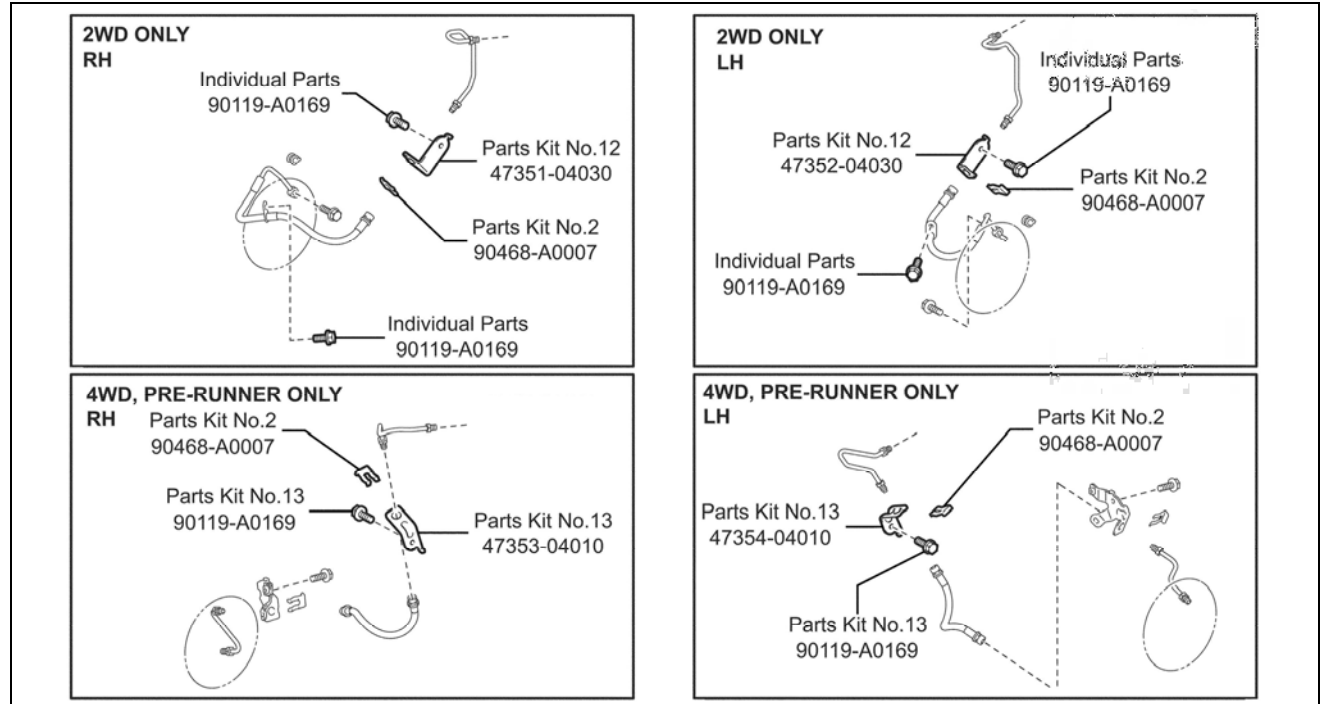 2WD ONLY
RH
Individual Parts
90119-A0169
Parts Kit No.12
47351-04030
Parts Kit No.2
90468-A0007
Individual Parts
90119-A0169
2WD ONLY
LH
Individual Parts
90119-A0169
Parts Kit No.12
47352-04030
Parts Kit No.2
90468-A0007
Individual Parts
90119-A0169
4WD, PRE-RUNNER ONLY
RH
Parts Kit No.2
90468-A0007
Parts Kit No.13
90119-A0169
Parts Kit No.13
47353-04010
4WD, PRE-RUNNER ONLY
LH
Parts Kit No.2
90468-A0007
Parts Kit No.13
47354-04010
Parts Kit No.13
90119-A0169